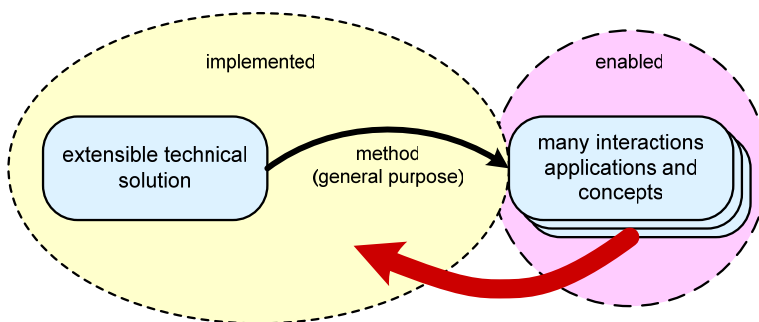 implemented
enabled
extensible technical
solution
method
(general purpose)
many interactions
applications and
concepts